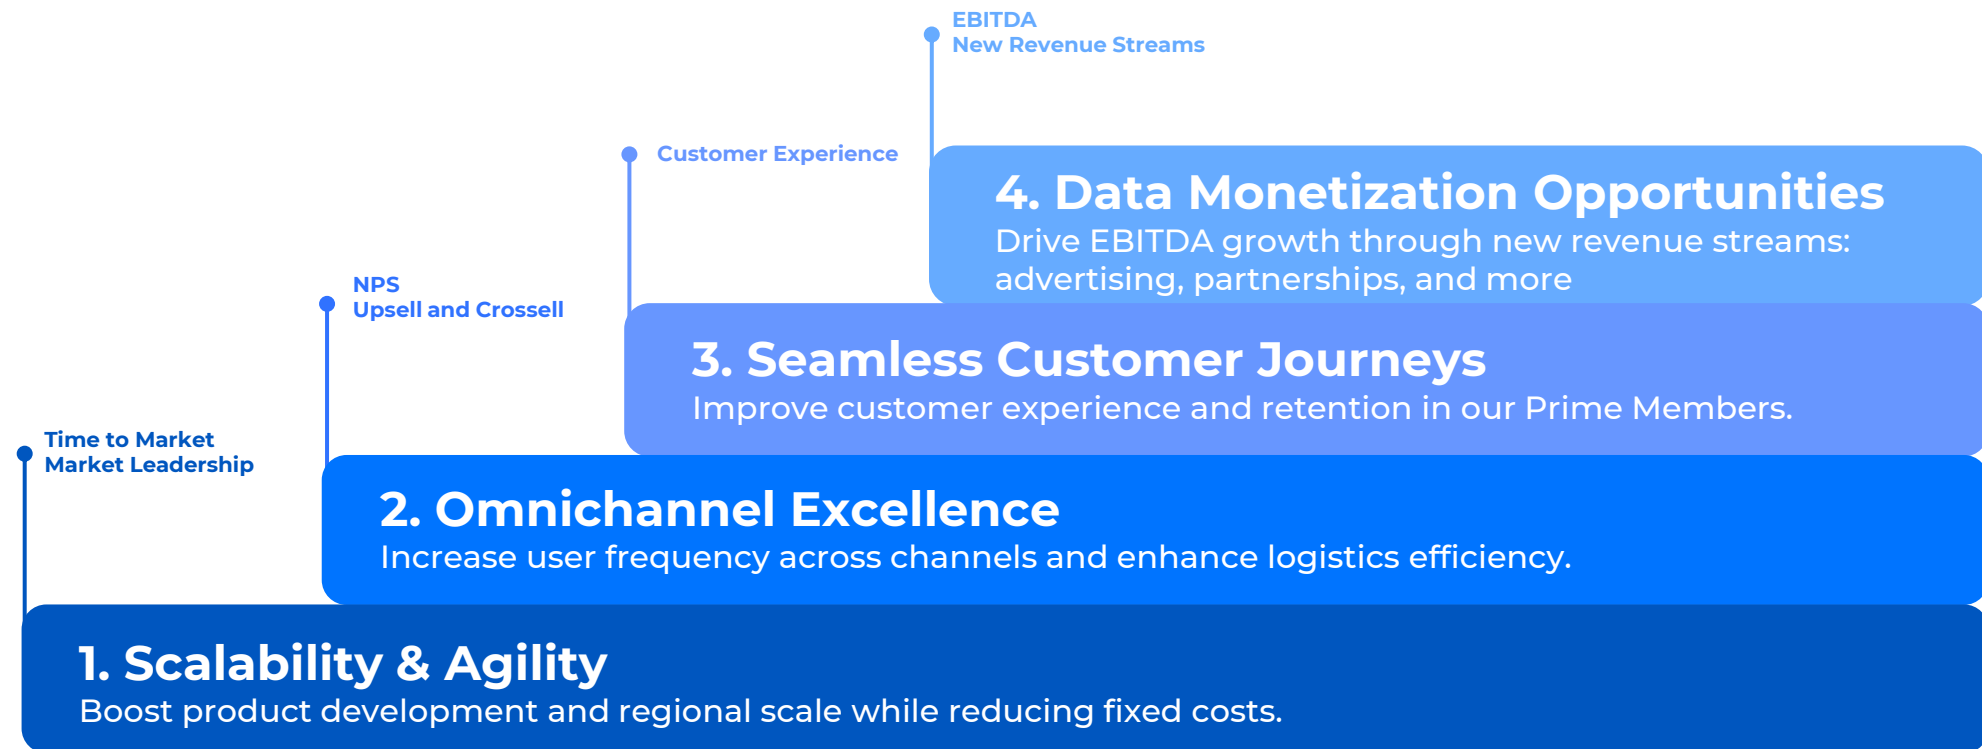 EBITDA
New Revenue Streams
Customer Experience
4. Data Monetization Opportunities
Drive EBITDA growth through new revenue streams:
advertising, partnerships, and more
NPS
Upsell and Crossell
3. Seamless Customer Journeys
Improve customer experience and retention in our Prime Members.
Time to Market
Market Leadership
2. Omnichannel Excellence
Increase user frequency across channels and enhance logistics efficiency.
1. Scalability & Agility
Boost product development and regional scale while reducing fixed costs.